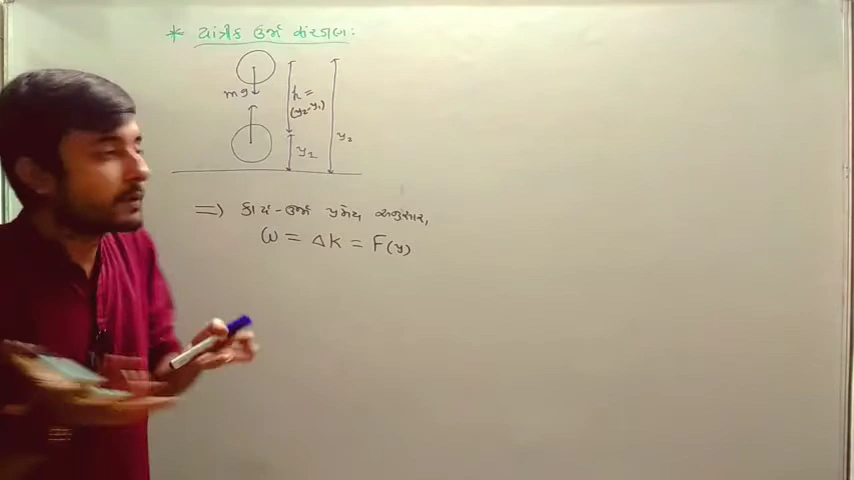 * યાંત્રીક ઉર્જા સંરક્ષણ:
mg
h =
(y₂-y₁)
y₂
y₁
⇒ કાર્ય-ઉર્જા પ્રમેય અનુસાર,
W = ΔK = F(y)